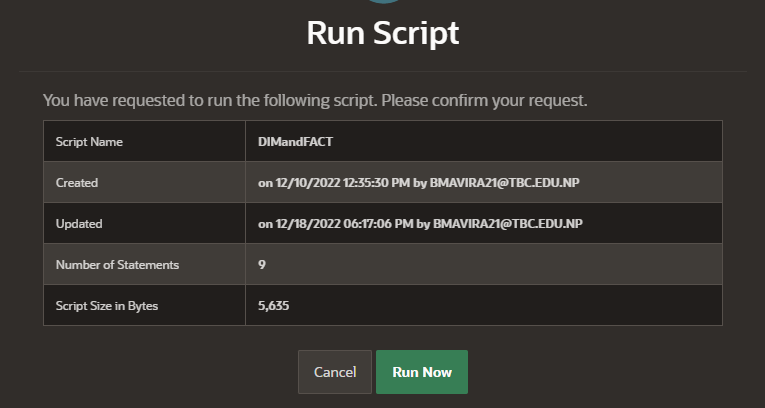 Run Script
You have requested to run the following script. Please confirm your request.
Script Name DIMandFACT
Created on 12/10/2022 12:35:30 PM by BMAVIRA21@TBC.EDU.NP
Updated on 12/18/2022 06:17:06 PM by BMAVIRA21@TBC.EDU.NP
Number of Statements 9
Script Size in Bytes 5,635
Cancel Run Now